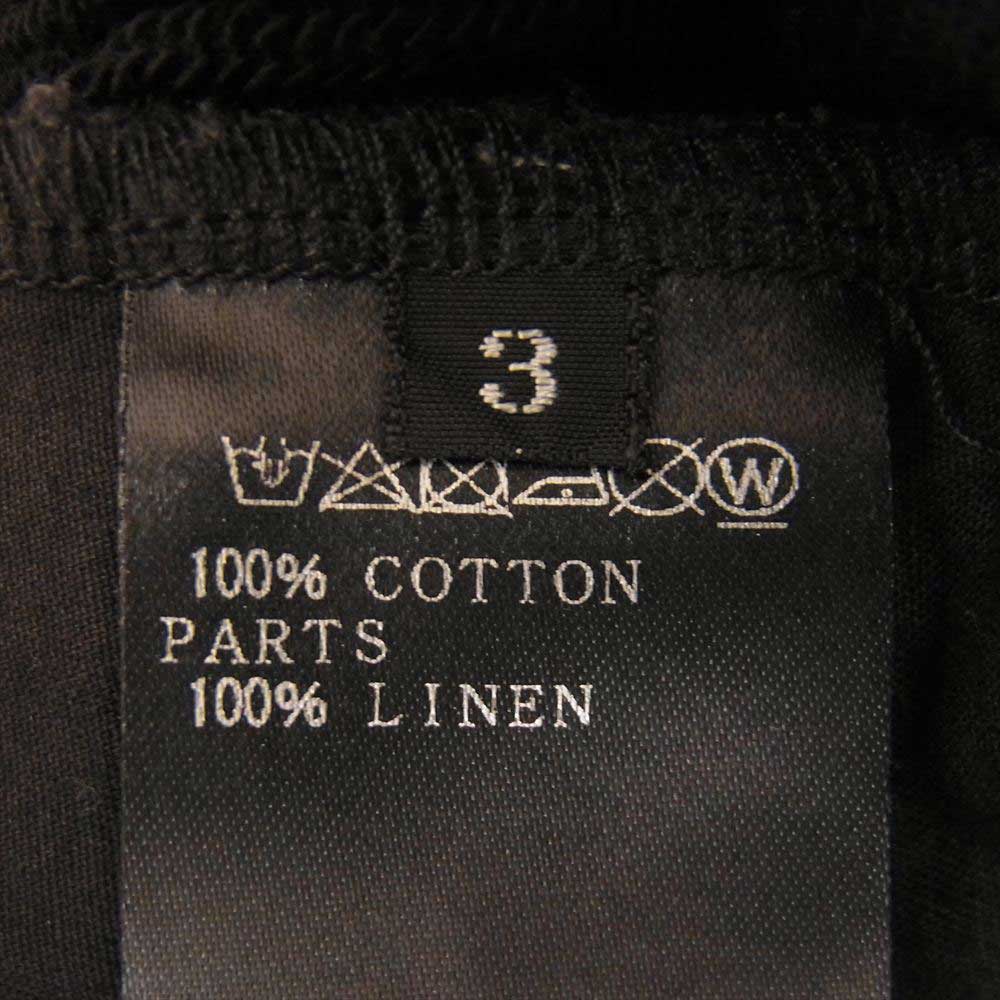 3
W
100% COTTON
PARTS
100% LINEN